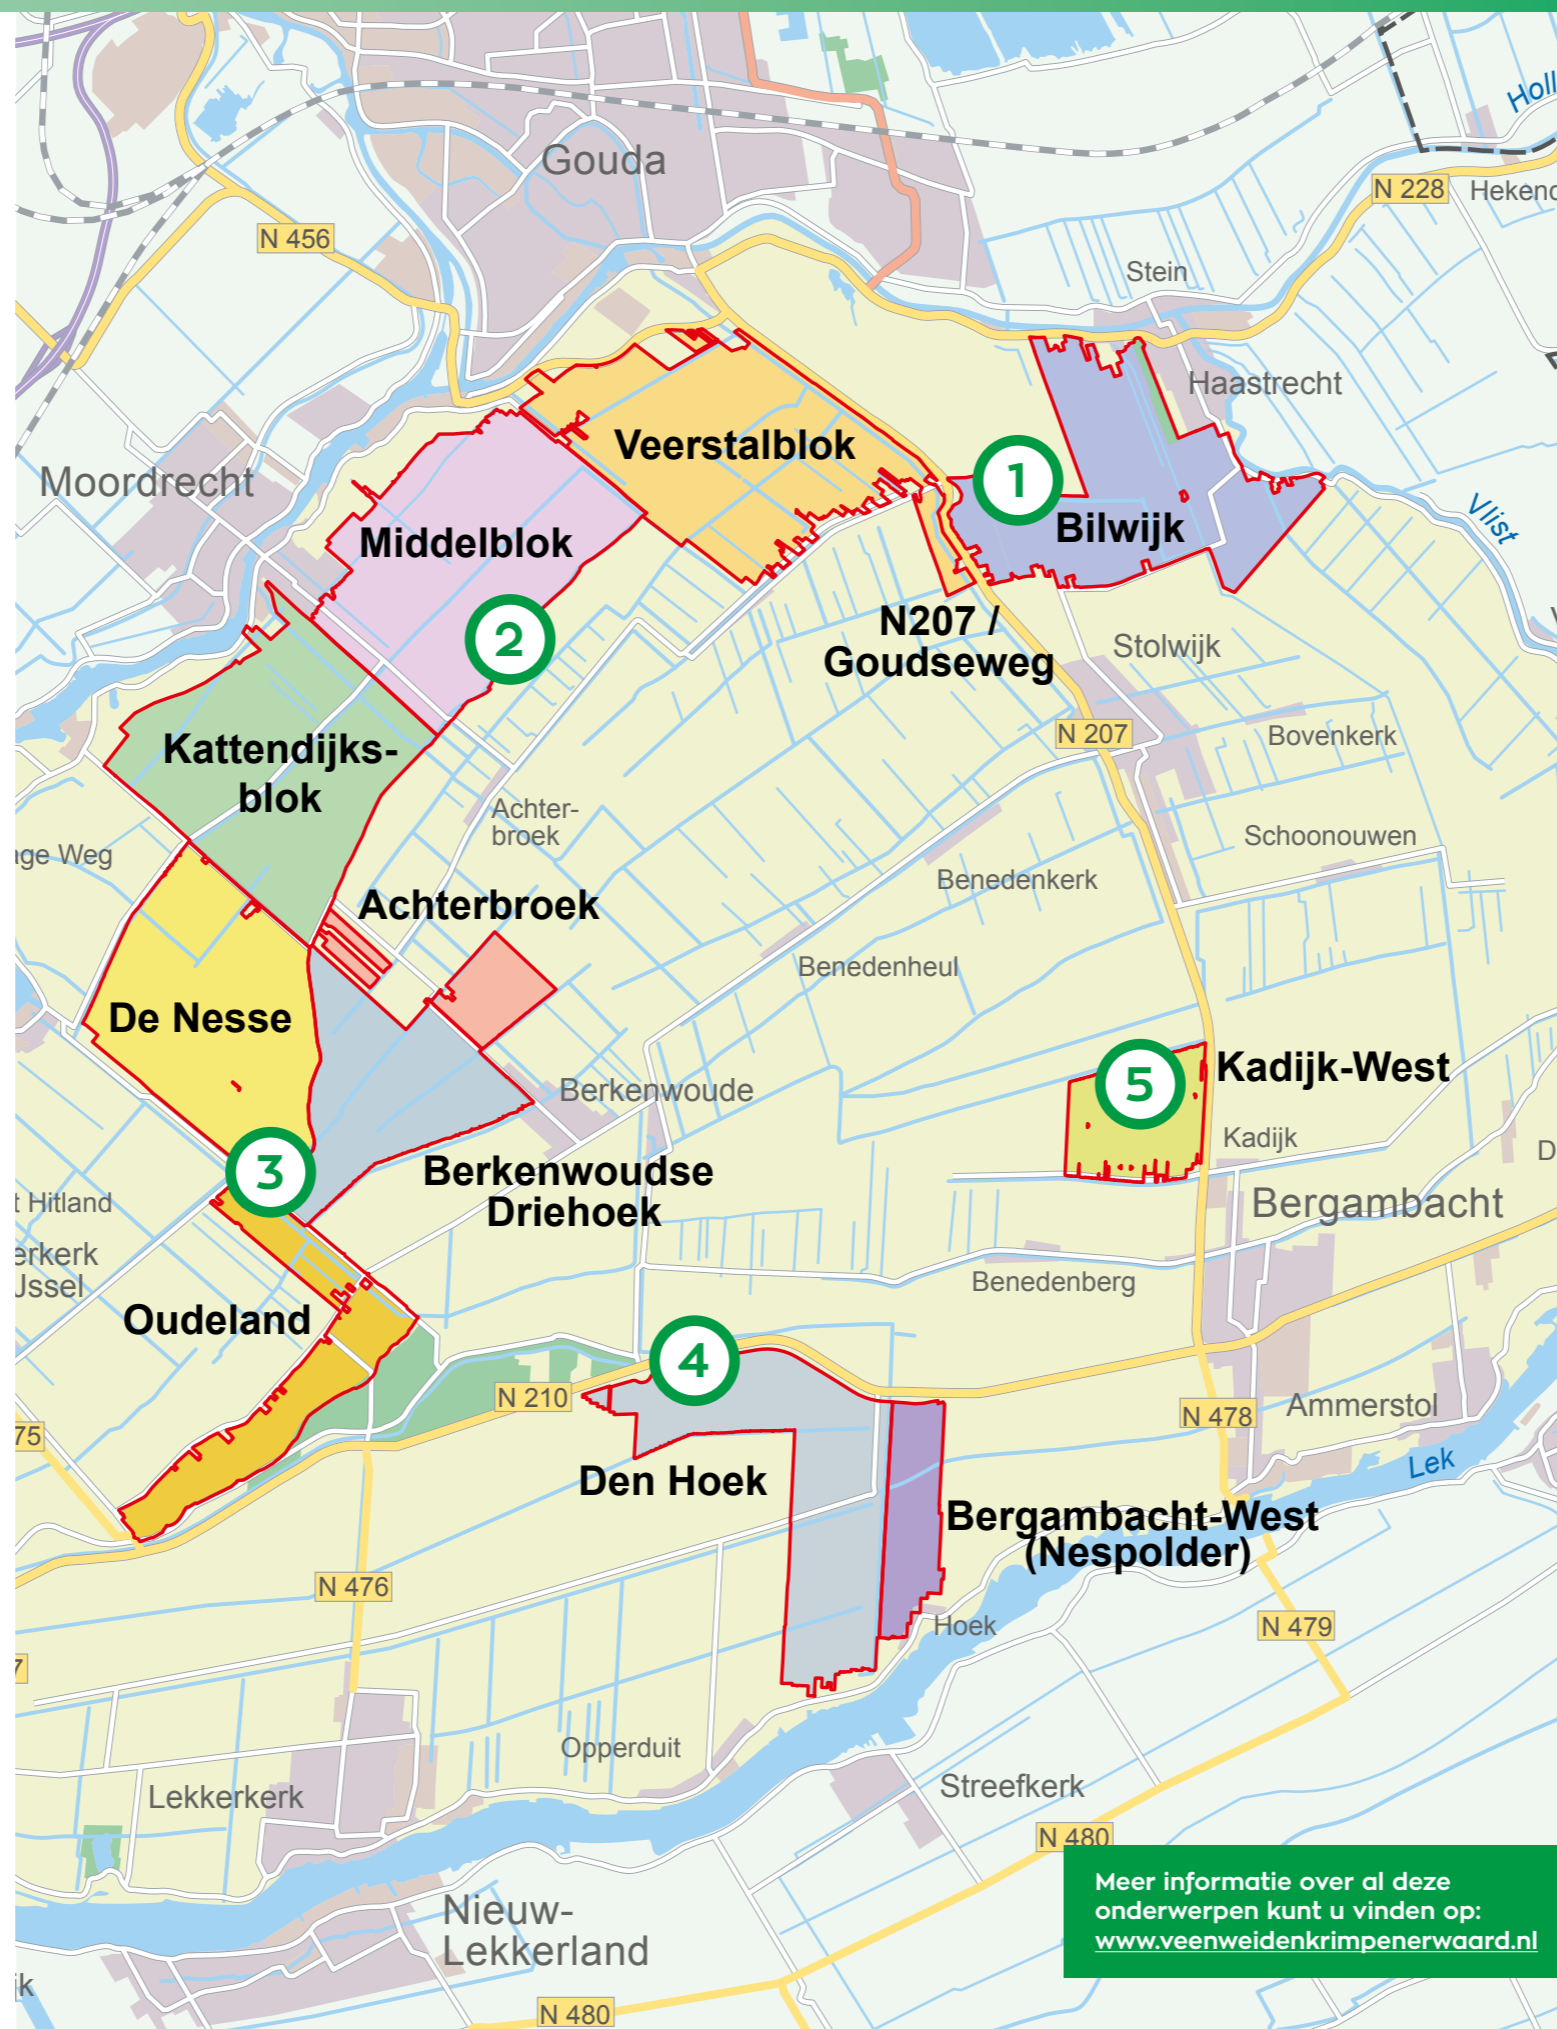 Holl
Gouda
N 228
Hekend
N 456
Stein
Haastrecht
Veerstalblok
Moordrecht
1
Vlist
Bilwijk
Middelblok
N207 /
Goudseweg
2
Stolwijk
N 207
Bovenkerk
Kattendijks-
blok
Achter-
broek
Schoonouwen
age Weg
Benedenkerk
Achterbroek
Benedenheul
De Nesse
Kadijk-West
5
Berkenwoude
Kadijk
D
3
Berkenwoudse
Driehoek
t Hitland
Bergambacht
erkerk
IJssel
Benedenberg
Oudeland
4
N 210
N 478
Ammerstol
75
Lek
Den Hoek
Bergambacht-West
(Nespolder)
N 476
Hoek
N 479
7
Opperduit
Lekkerkerk
Streefkerk
N 480
Meer informatie over al deze
onderwerpen kunt u vinden op:
www.veenweidenkrimpenerwaard.nl
Nieuw-
Lekkerland
ik
N 480